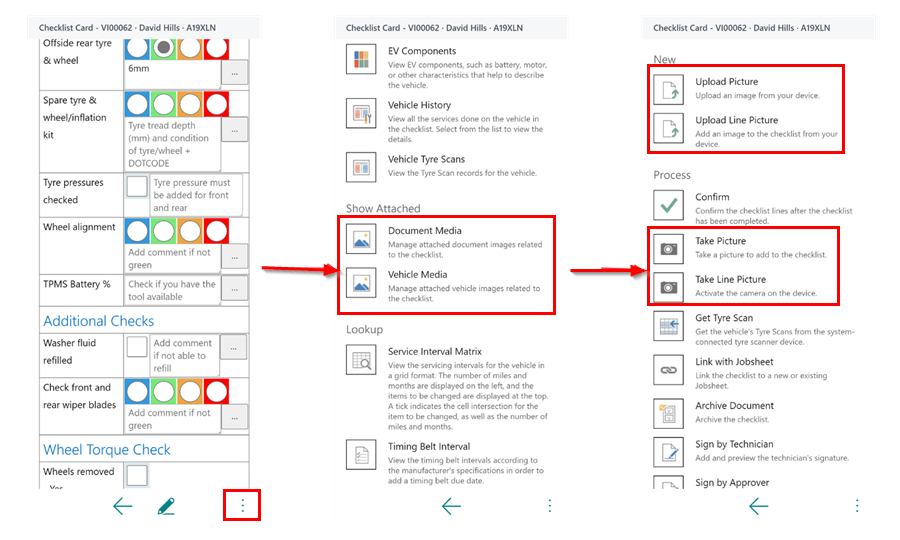 Checklist Card - VI00062 · David Hills · A19XLN
Offside rear tyre
& wheel
6mm
...
Spare tyre &
wheel/inflation
kit
Tyre tread depth
(mm) and condition
of tyre/wheel +
DOTCODE
...
Tyre pressures
checked
Tyre pressure must
be added for front
and rear
Wheel alignment
Add comment if not
green
...
TPMS Battery %
Check if you have the
tool available
...
Additional Checks
Washer fluid
refilled
Add comment
if not able to
refill
...
Check front and
rear wiper blades
Add comment if not
green
...
Wheel Torque Check
Wheels removed
- Yes
Checklist Card - VI00062 · David Hills · A19XLN
EV Components
View EV components, such as battery, motor,
or other characteristics that help to describe
the vehicle.
Vehicle History
View all the services done on the vehicle in
the checklist. Select from the list to view the
details.
Vehicle Tyre Scans
View the Tyre Scan records for the vehicle.
Show Attached
Document Media
Manage attached document images related
to the checklist.
Vehicle Media
Manage attached vehicle images related to
the checklist.
Lookup
Service Interval Matrix
View the servicing intervals for the vehicle in
a grid format. The number of miles and
months are displayed on the left, and the
items to be changed are displayed at the top.
A tick indicates the cell intersection for the
item to be changed, as well as the number of
miles and months.
Timing Belt Interval
View the timing belt intervals according to
the manufacturer's specifications in order to
add a timing belt due date.
Checklist Card - VI00062 · David Hills · A19XLN
New
Upload Picture
Upload an image from your device.
Upload Line Picture
Add an image to the checklist from your
device.
Process
Confirm
Confirm the checklist lines after the checklist
has been completed.
Take Picture
Take a picture to add to the checklist.
Take Line Picture
Activate the camera on the device.
Get Tyre Scan
Get the vehicle's Tyre Scans from the system-
connected tyre scanner device.
Link with Jobsheet
Link the checklist to a new or existing
Jobsheet.
Archive Document
Archive the checklist.
Sign by Technician
Add and preview the technician's signature.
Sign by Approver